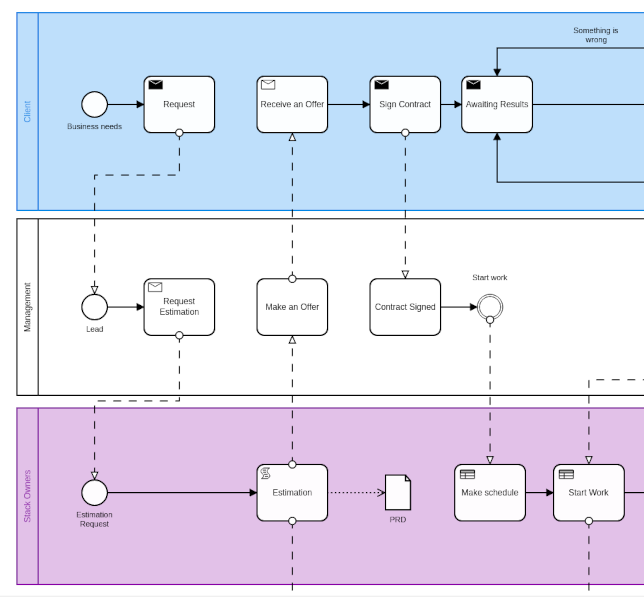 Something is
wrong
Client
Request
Receive an Offer
Sign Contract
Awaiting Results
Business needs
Management
Start work
Request
Estimation
Make an Offer
Contract Signed
Lead
Stack Owners
Estimation
Make schedule
Start Work
Estimation
Request
PRD